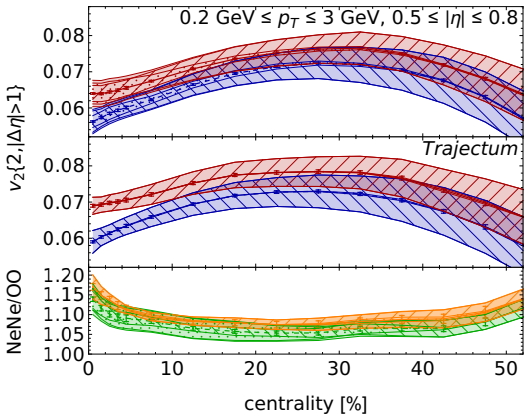 0.2 GeV ≤ p_T ≤ 3 GeV, 0.5 ≤ |η| ≤ 0.8
0.08
0.07
0.06
Trajectum
0.08
0.07
0.06
v₂{2,|Δη|>1}
1.20
1.15
1.10
1.05
1.00
NeNe/OO
0 10 20 30 40 50
centrality [%]